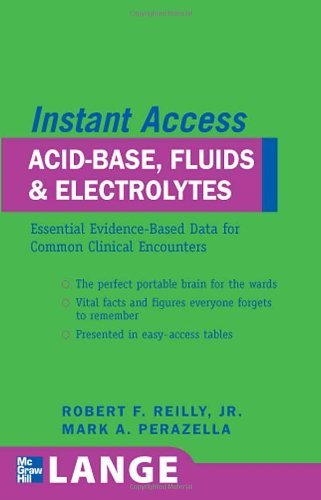 Instant Access
ACID-BASE, FLUIDS
& ELECTROLYTES
Essential Evidence-Based Data for
Common Clinical Encounters
○ The perfect portable brain for the wards
○ Vital facts and figures everyone forgets
to remember
○ Presented in easy-access tables
ROBERT F. REILLY, JR.
MARK A. PERAZELLA
Mc
Graw
Hill
LANGE